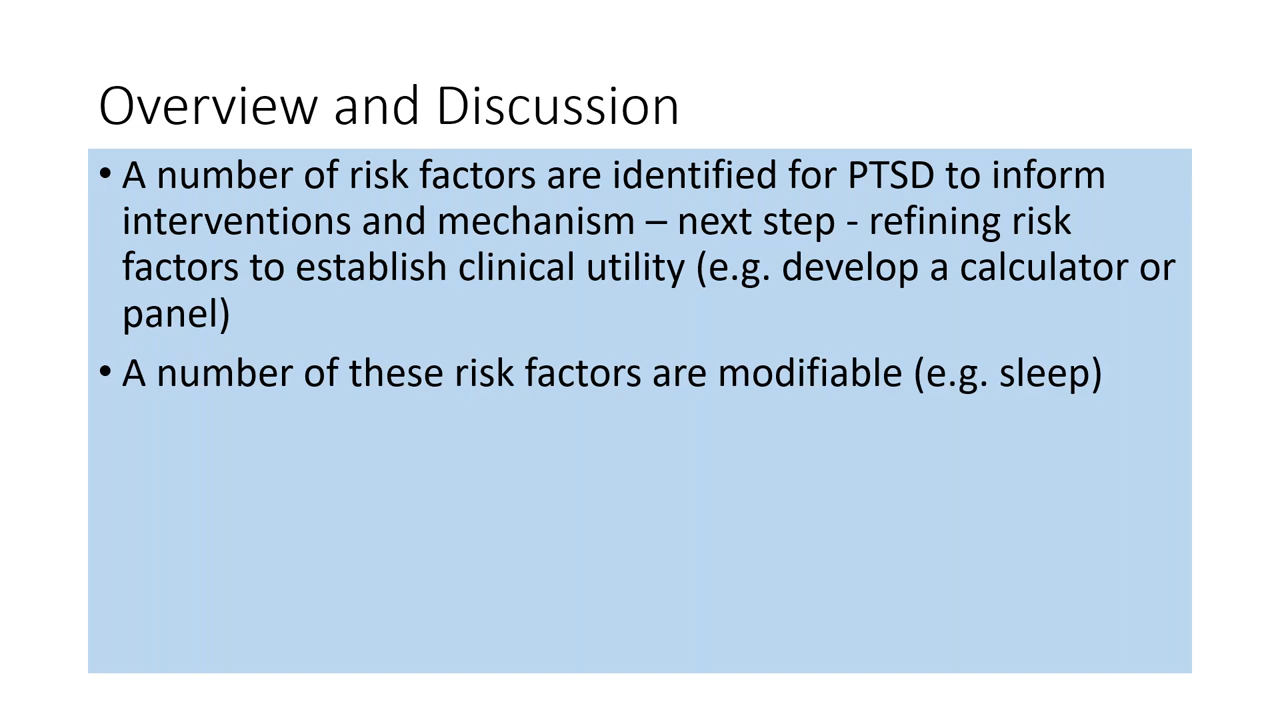 Overview and Discussion
• A number of risk factors are identified for PTSD to inform
interventions and mechanism – next step - refining risk
factors to establish clinical utility (e.g. develop a calculator or
panel)
• A number of these risk factors are modifiable (e.g. sleep)